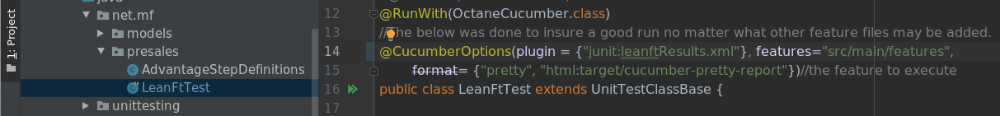 java
1: Project
net.mf
models
presales
AdvantageStepDefinitions
LeanFtTest
unittesting
12 @RunWith(OctaneCucumber.class)
13 //The below was done to insure a good run no matter what other feature files may be added.
14 @CucumberOptions(plugin = {"junit:leanftResults.xml"}, features="src/main/features",
15 format= {"pretty", "html:target/cucumber-pretty-report"})//the feature to execute
16 public class LeanFtTest extends UnitTestClassBase {
17